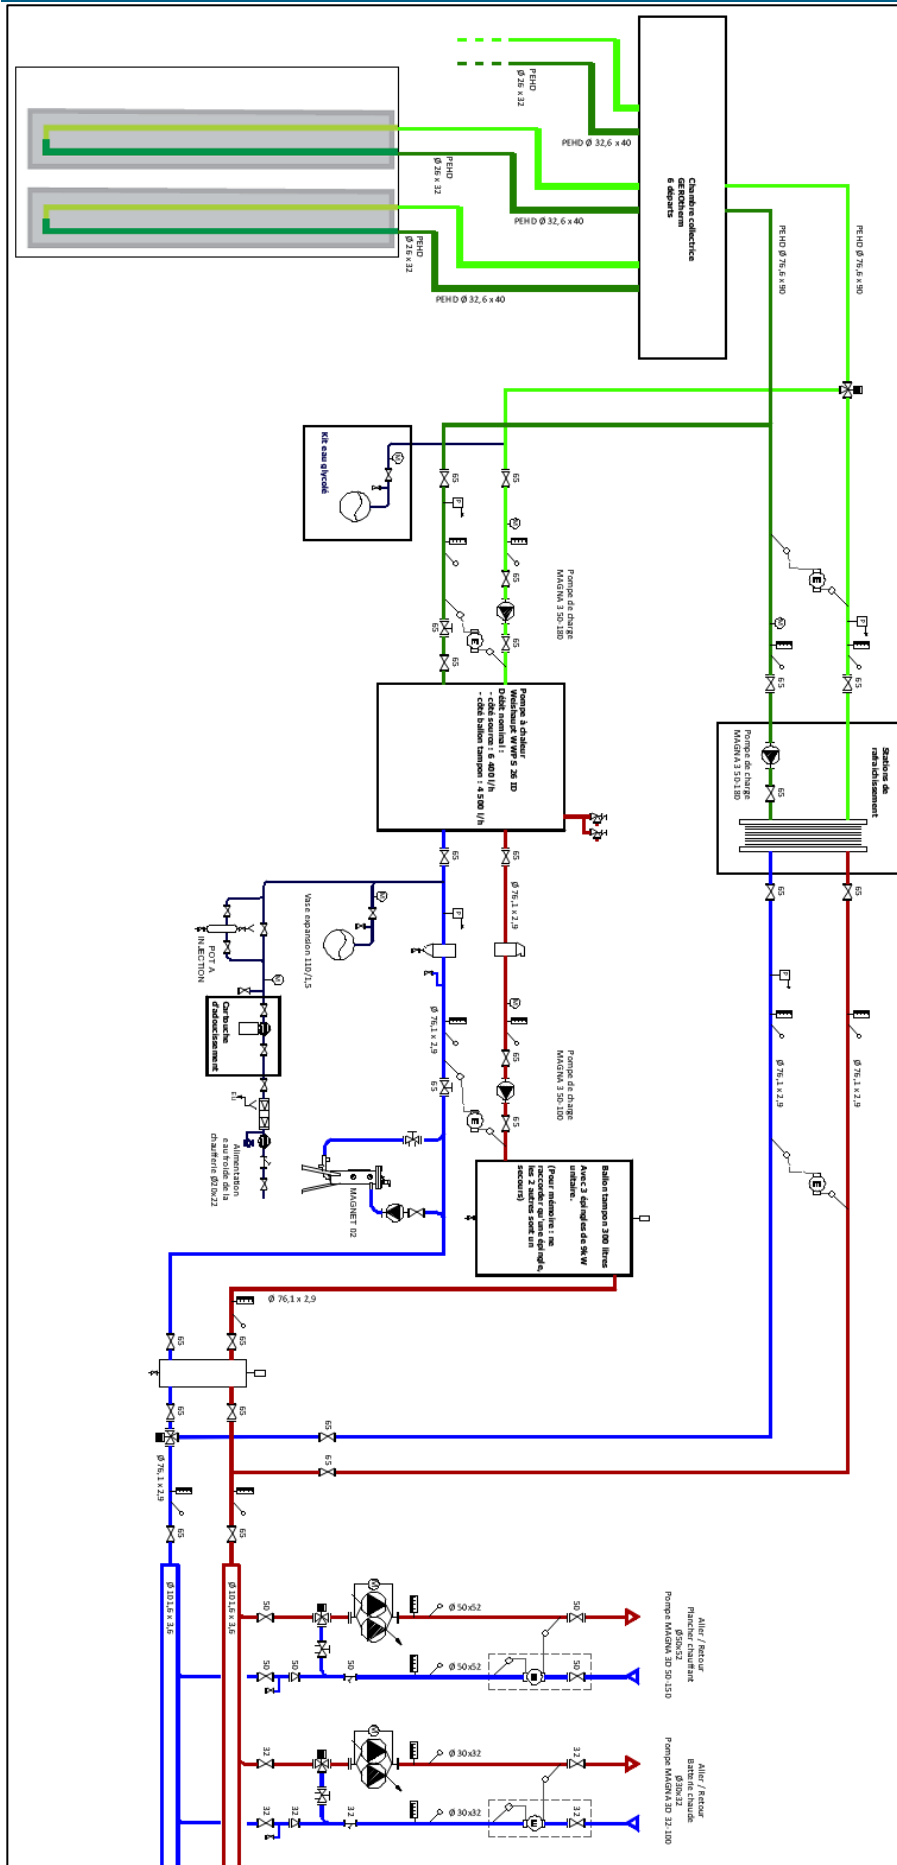 PEHD
Ø 26 x 32
PEHD Ø 32,6 x 40
PEHD
Ø 26 x 32
PEHD Ø 32,6 x 40
PEHD
Ø 26 x 32
PEHD Ø 32,6 x 40
Chambre collectrice
GEROtherm
6 départs
PEHD Ø 76,6 x 90
PEHD Ø 76,6 x 90
Kit eau glycolé
M
65
P
65
65
65
M
65
65
E
Pompe de charge
MAGNA 3 50-180
E
P
M
65
65
Pompe à chaleur
Weishaupt WWP S 26 ID
Débit nominal :
- côté source : 6 400 l/h
- côté ballon tampon : 4 500 l/h
Stations de
rafraichissement
Pompe de charge
MAGNA 3 50-180
65
65
65
65
65
Ø 76,1 x 2,9
P
M
Vase expansion 110/1,5
POT A
INJECTION
M
Cartouche
d'adoucissement
EU
Alimentation
eau froide de la
chaufferie Ø20x22
Ø 76,1 x 2,9
65
M
65
65
E
Pompe de charge
MAGNA 3 50-100
MAGNET 02
Ballon tampon 300 litres
Avec 3 épingles de 9kW
unitaire.
(Pour mémoire : ne
raccorder qu'une épingle,
les 2 autres sont un
secours)
P
Ø 76,1 x 2,9
Ø 76,1 x 2,9
E
Ø 76,1 x 2,9
65
65
65
65
65
65
Ø 76,1 x 2,9
65
65
Ø 101,6 x 3,6
Ø 101,6 x 3,6
50
M
Ø 50x52
50
50
50
50
Ø 50x52
50
Aller / Retour
Plancher chauffant
Ø50x52
Pompe MAGNA 3D 50-150
32
M
Ø 30x32
32
32
32
32
Ø 30x32
E
32
Aller / Retour
Batterie chaude
Ø30x32
Pompe MAGNA 3D 32-100